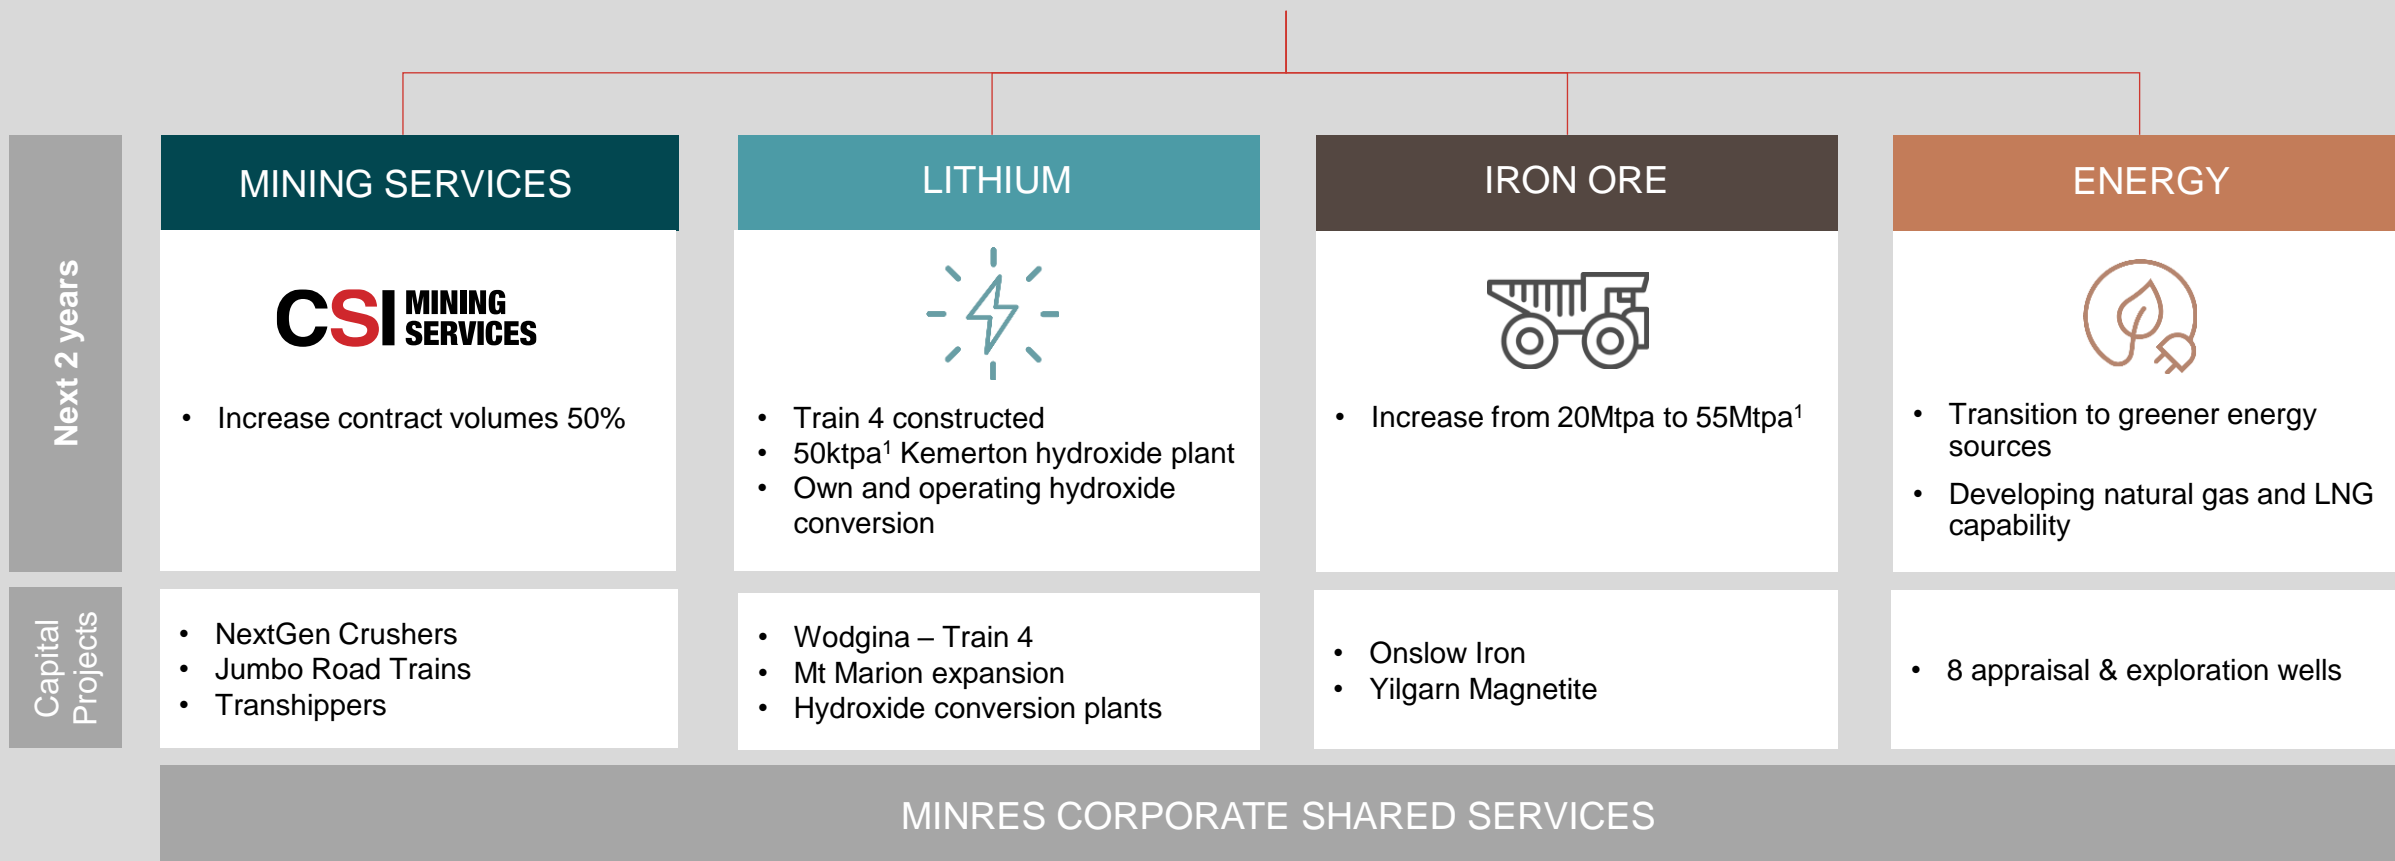 MINING SERVICES
LITHIUM
IRON ORE
ENERGY
Next 2 years
CSI MINING SERVICES
• Increase contract volumes 50%
• Train 4 constructed
• 50ktpa¹ Kemerton hydroxide plant
• Own and operating hydroxide
conversion
• Increase from 20Mtpa to 55Mtpa¹
• Transition to greener energy
sources
• Developing natural gas and LNG
capability
Capital
Projects
• NextGen Crushers
• Jumbo Road Trains
• Transhippers
• Wodgina – Train 4
• Mt Marion expansion
• Hydroxide conversion plants
• Onslow Iron
• Yilgarn Magnetite
• 8 appraisal & exploration wells
MINRES CORPORATE SHARED SERVICES